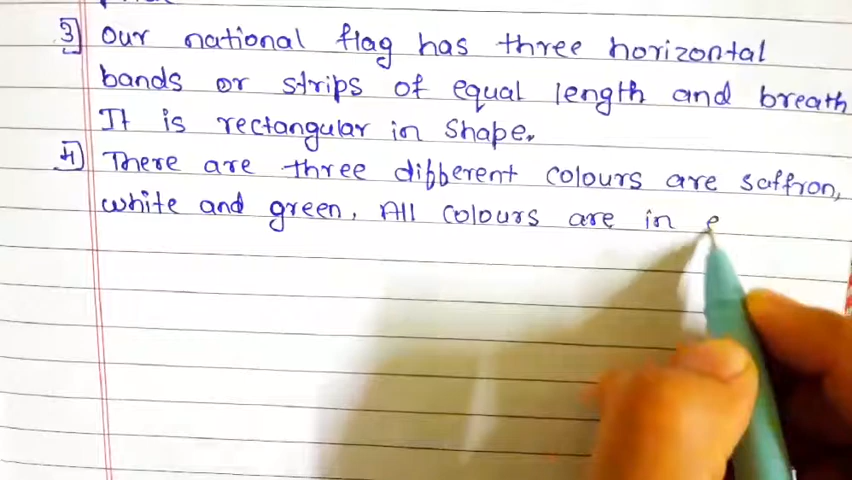 3] Our national flag has three horizontal
bands or strips of equal length and breath
It is rectangular in shape.
4] There are three different colours are saffron,
white and green. All colours are in e